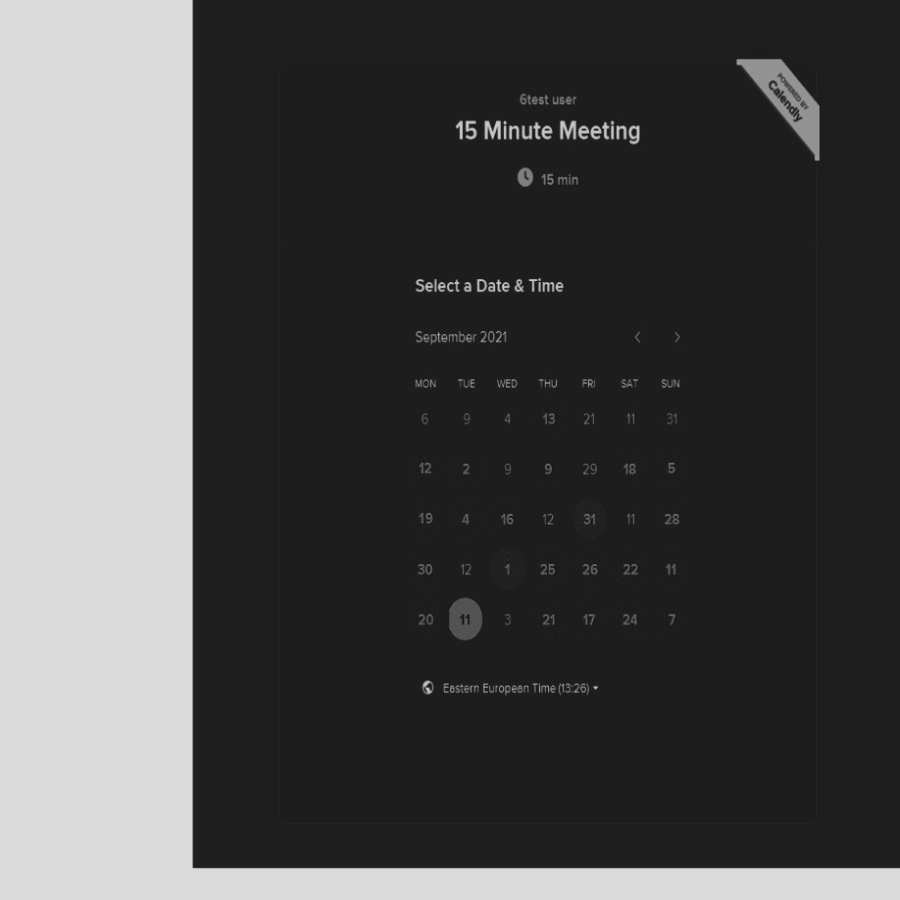 POWERED BY
Calendly
6test user
15 Minute Meeting
15 min
Select a Date & Time
September 2021
MON TUE WED THU FRI SAT SUN
6 9 4 13 21 11 31
12 2 9 9 29 18 5
19 4 16 12 31 11 28
30 12 1 25 26 22 11
20 11 3 21 17 24 7
Eastern European Time (13:26)